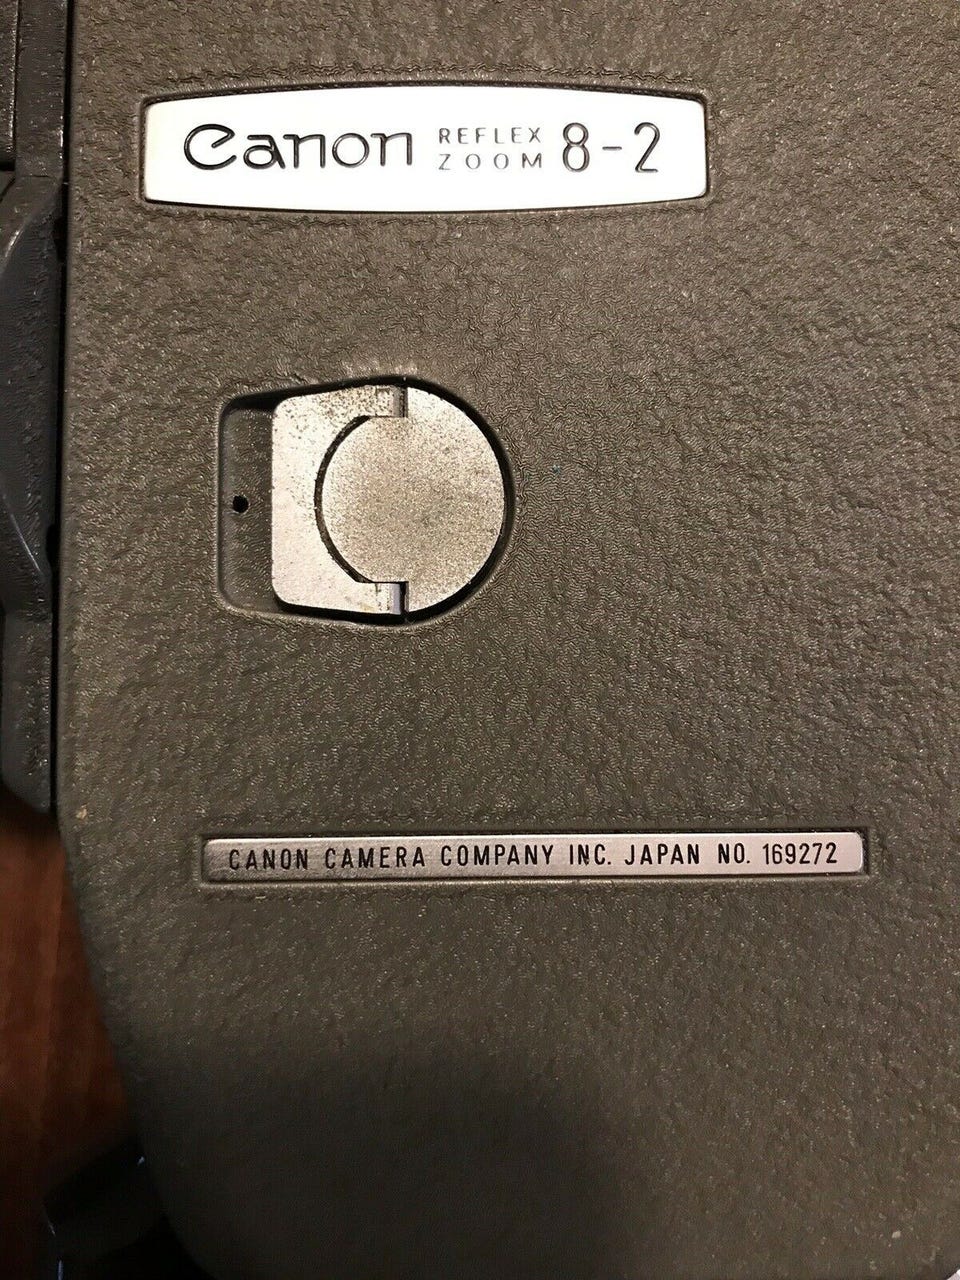 Canon REFLEX ZOOM 8-2
CANON CAMERA COMPANY INC. JAPAN NO. 169272